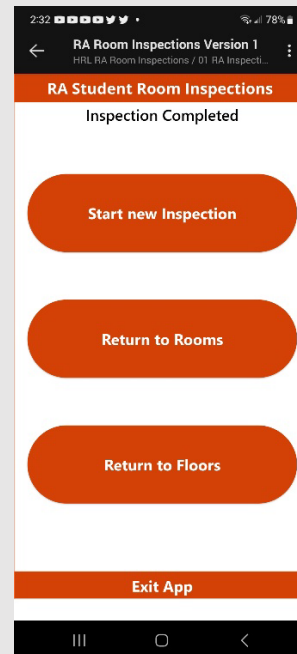 2:32
78%
RA Room Inspections Version 1
HRL RA Room Inspections / 01 RA Inspecti...
RA Student Room Inspections
Inspection Completed
Start new Inspection
Return to Rooms
Return to Floors
Exit App